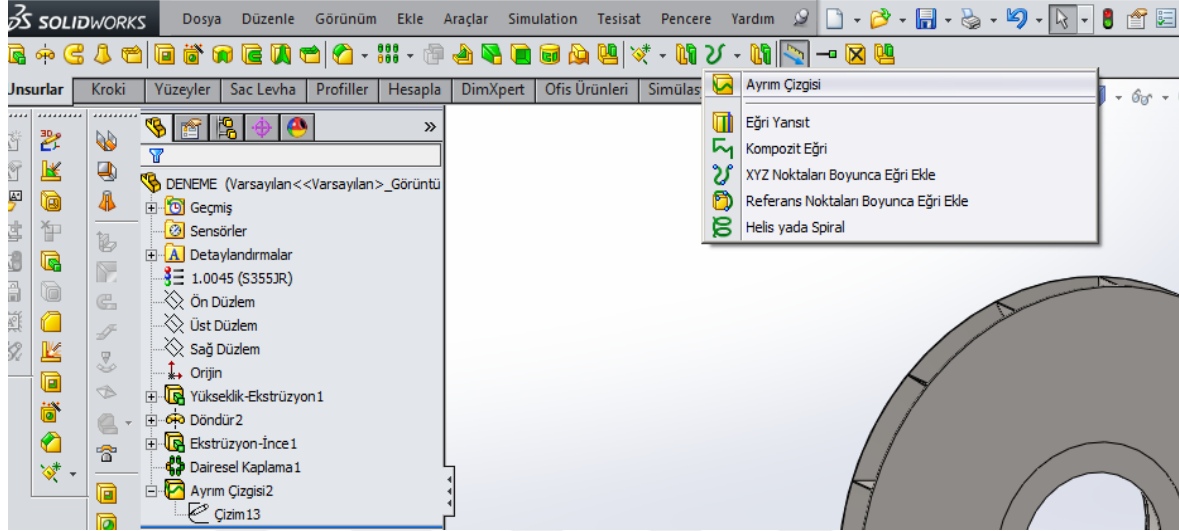 SOLIDWORKS Dosya Düzenle Görünüm Ekle Araçlar Simulation Tesisat Pencere Yardım
Unsurlar Kroki Yüzeyler Sac Levha Profiller Hesapla DimXpert Ofis Ürünleri Simülas
Ayrım Çizgisi
Eğri Yansıt
Kompozit Eğri
XYZ Noktaları Boyunca Eğri Ekle
Referans Noktaları Boyunca Eğri Ekle
Helis yada Spiral
DENEME (Varsayılan<<Varsayılan>_Görüntü
Geçmiş
Sensörler
Detaylandırmalar
1.0045 (S355JR)
Ön Düzlem
Üst Düzlem
Sağ Düzlem
Orijin
Yükseklik-Ekstrüzyon1
Döndür2
Ekstrüzyon-İnce1
Dairesel Kaplama1
Ayrım Çizgisi2
Çizim13